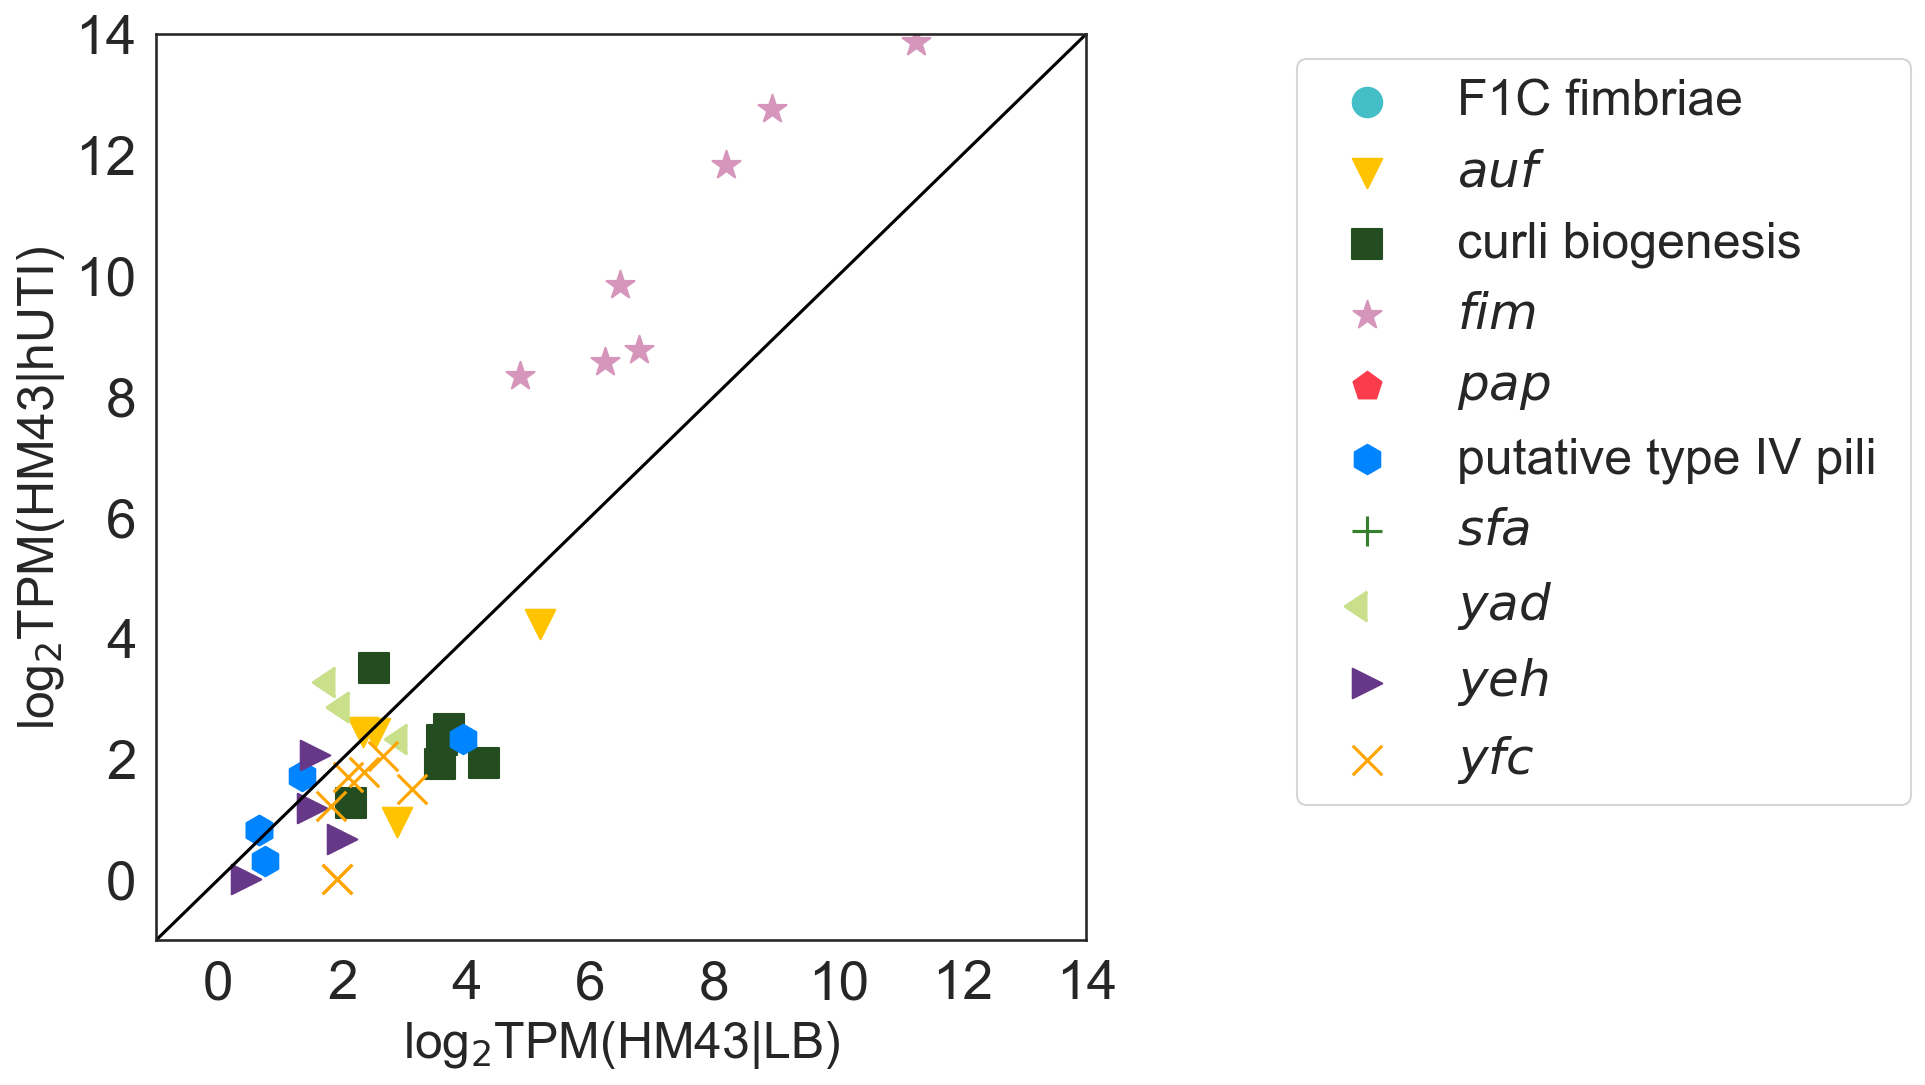 14
12
10
8
6
4
2
0
0 2 4 6 8 10 12 14
log₂TPM(HM43|hUTI)
log₂TPM(HM43|LB)
F1C fimbriae
auf
curli biogenesis
fim
pap
putative type IV pili
sfa
yad
yeh
yfc